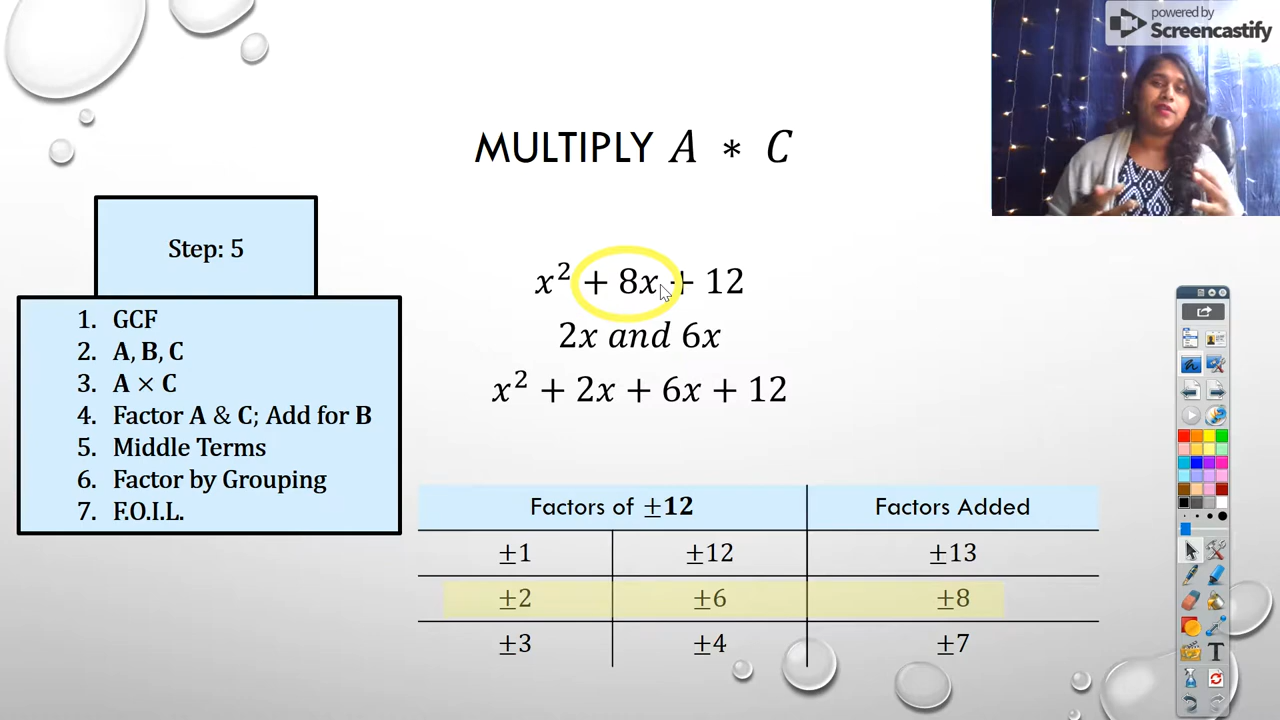 powered by
Screencastify
MULTIPLY A * C
Step: 5
1. GCF
2. A, B, C
3. A × C
4. Factor A & C; Add for B
5. Middle Terms
6. Factor by Grouping
7. F.O.I.L.
x² + 8x + 12
2x and 6x
x² + 2x + 6x + 12
Factors of ±12 Factors Added
±1 ±12 ±13
±2 ±6 ±8
±3 ±4 ±7
T